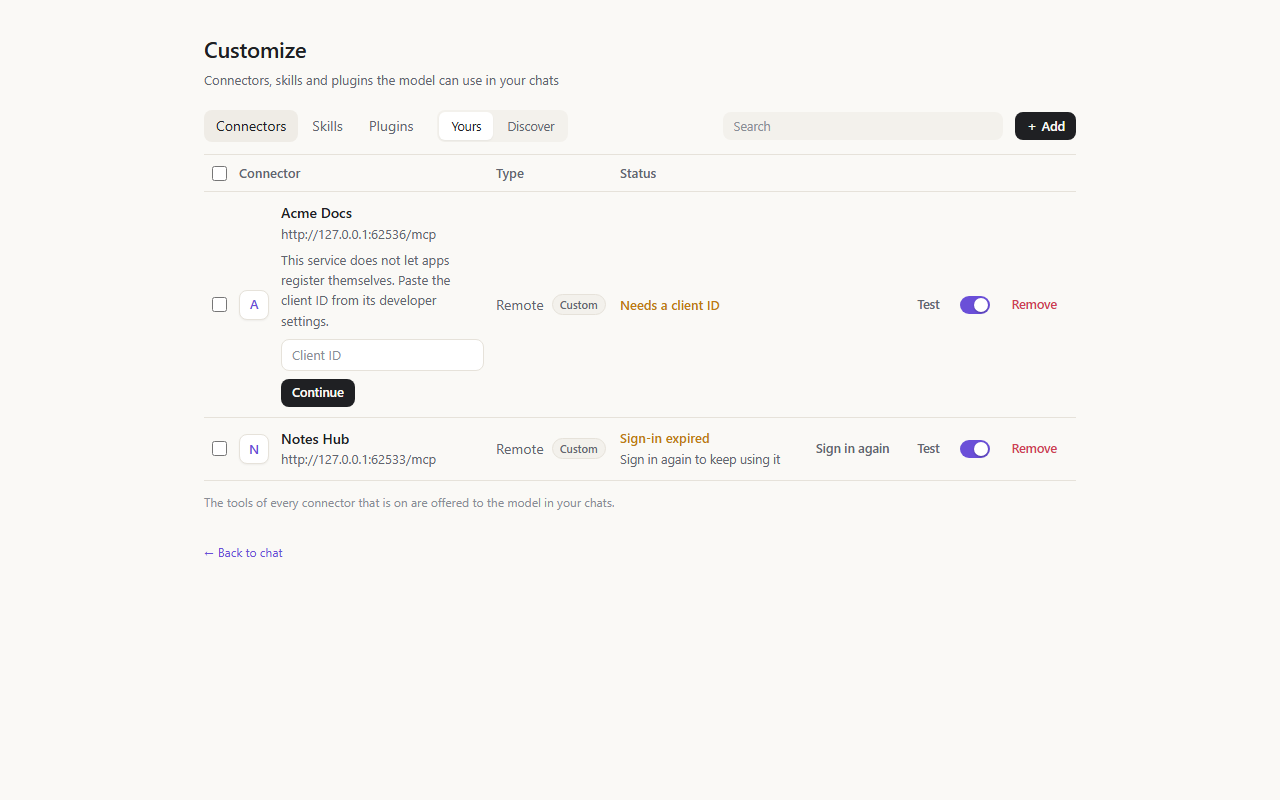 Customize
Connectors, skills and plugins the model can use in your chats
Connectors Skills Plugins Yours Discover Search + Add
Connector Type Status
Acme Docs
http://127.0.0.1:62536/mcp
This service does not let apps
register themselves. Paste the
client ID from its developer
settings.
A Remote Custom Needs a client ID Test Remove
Client ID
Continue
Notes Hub
http://127.0.0.1:62533/mcp
N Remote Custom Sign-in expired
Sign in again to keep using it
Sign in again Test Remove
The tools of every connector that is on are offered to the model in your chats.
← Back to chat